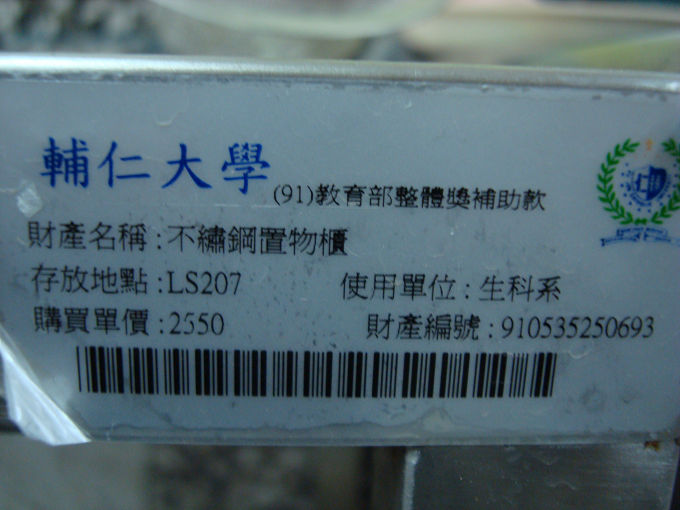 輔仁大學
(91)教育部整體獎補助款
財產名稱:不繡鋼置物櫃
存放地點:LS207 使用單位:生科系
購買單價:2550 財產編號:910535250693